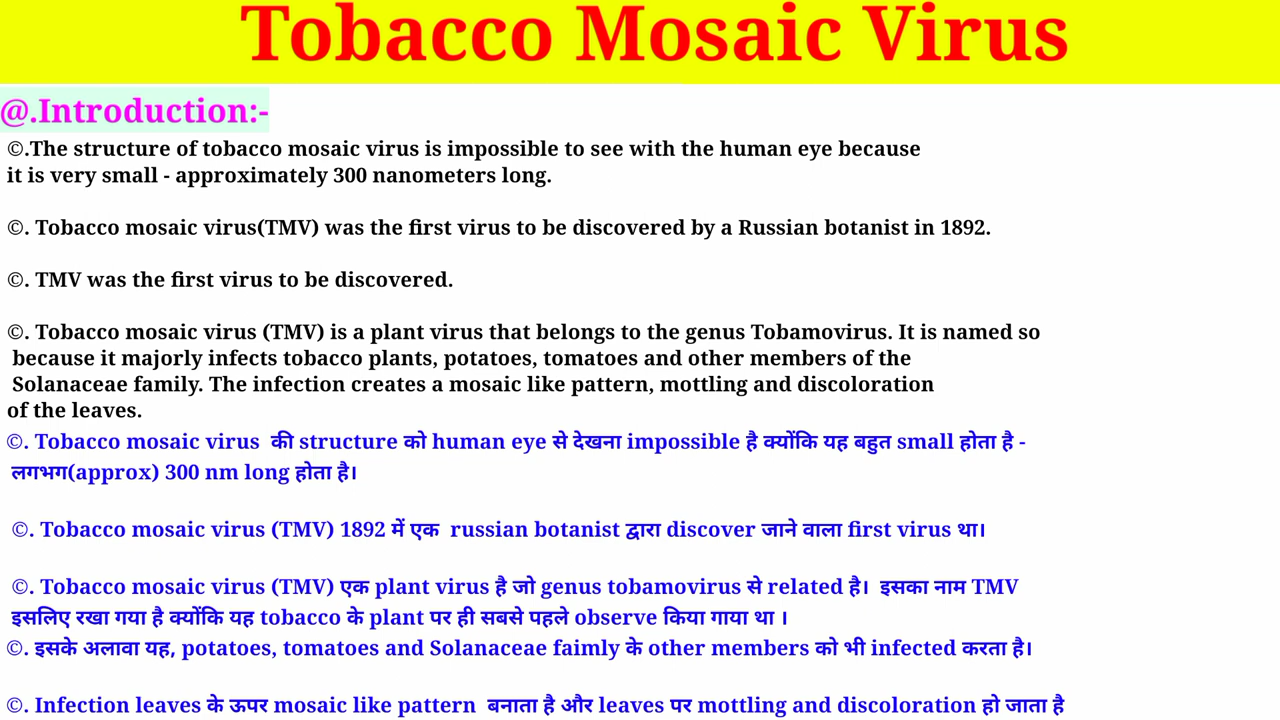 Tobacco Mosaic Virus
@.Introduction:-
©.The structure of tobacco mosaic virus is impossible to see with the human eye because
it is very small - approximately 300 nanometers long.
©. Tobacco mosaic virus(TMV) was the first virus to be discovered by a Russian botanist in 1892.
©. TMV was the first virus to be discovered.
©. Tobacco mosaic virus (TMV) is a plant virus that belongs to the genus Tobamovirus. It is named so
because it majorly infects tobacco plants, potatoes, tomatoes and other members of the
Solanaceae family. The infection creates a mosaic like pattern, mottling and discoloration
of the leaves.
©. Tobacco mosaic virus की structure को human eye से देखना impossible है क्योंकि यह बहुत small होता है -
लगभग(approx) 300 nm long होता है।
©. Tobacco mosaic virus (TMV) 1892 में एक russian botanist द्वारा discover जाने वाला first virus था।
©. Tobacco mosaic virus (TMV) एक plant virus है जो genus tobamovirus से related है। इसका नाम TMV
इसलिए रखा गया है क्योंकि यह tobacco के plant पर ही सबसे पहले observe किया गाया था ।
©. इसके अलावा यह, potatoes, tomatoes and Solanaceae faimly के other members को भी infected करता है।
©. Infection leaves के ऊपर mosaic like pattern बनाता है और leaves पर mottling and discoloration हो जाता है